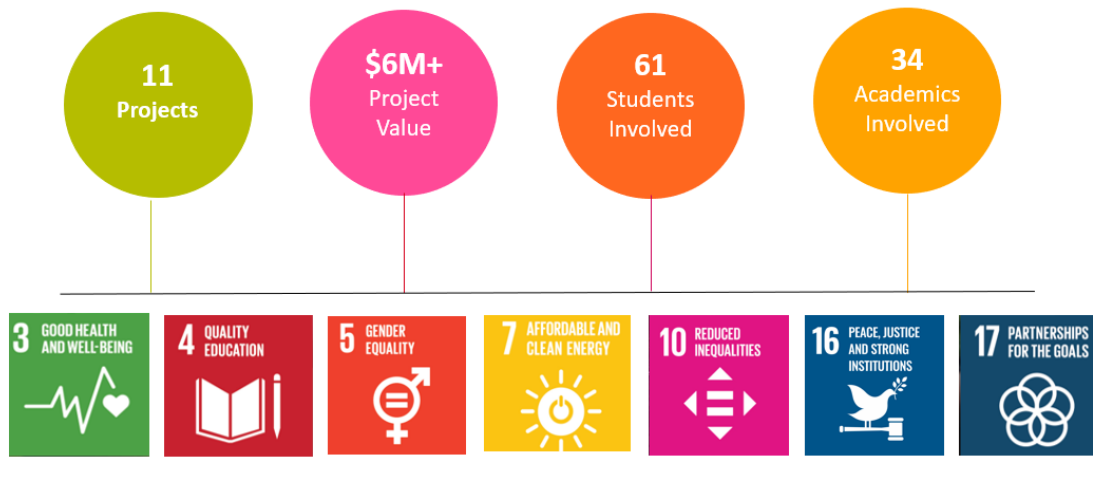 11
Projects
$6M+
Project
Value
61
Students
Involved
34
Academics
Involved
3 GOOD HEALTH
AND WELL-BEING
4 QUALITY
EDUCATION
5 GENDER
EQUALITY
7 AFFORDABLE AND
CLEAN ENERGY
10 REDUCED
INEQUALITIES
16 PEACE, JUSTICE
AND STRONG
INSTITUTIONS
17 PARTNERSHIPS
FOR THE GOALS